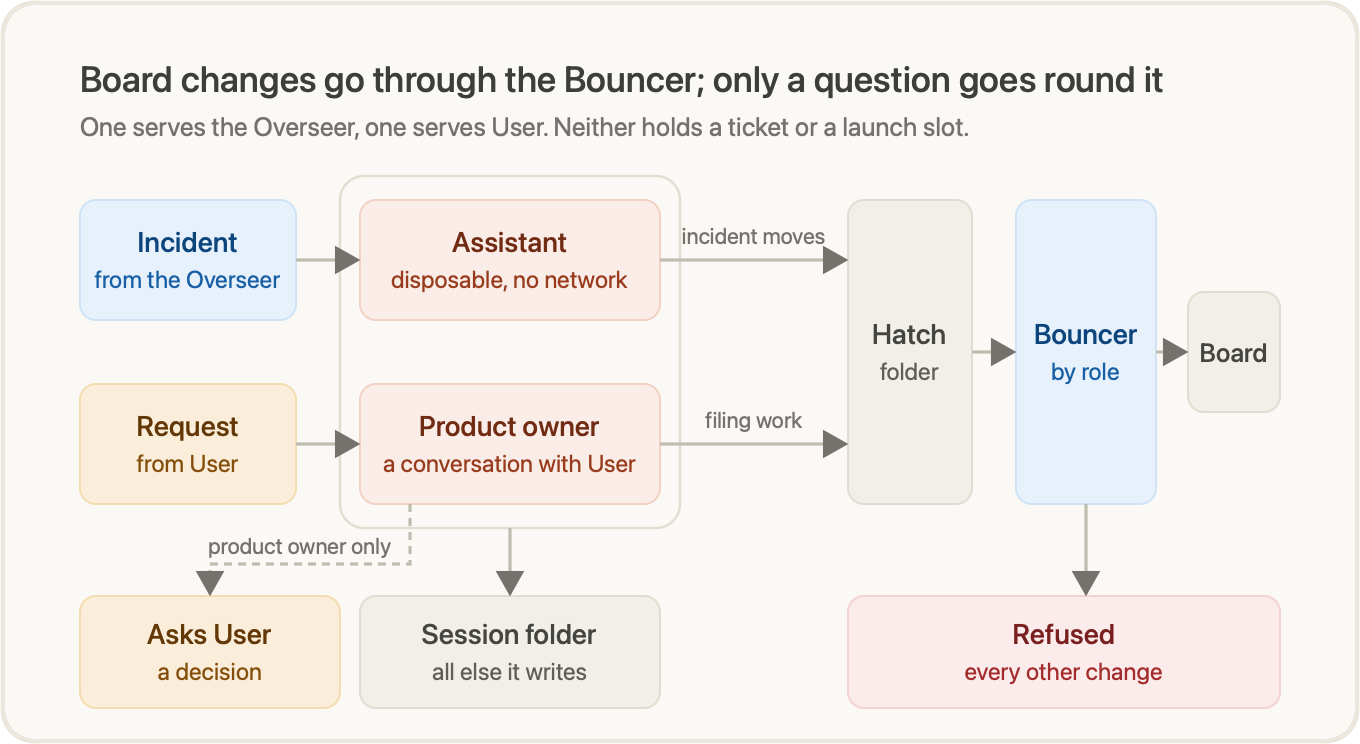 Board changes go through the Bouncer; only a question goes round it
One serves the Overseer, one serves User. Neither holds a ticket or a launch slot.
Incident
from the Overseer
Assistant
disposable, no network
incident moves
Hatch
folder
Bouncer
by role
Board
Request
from User
Product owner
a conversation with User
filing work
product owner only
Asks User
a decision
Session folder
all else it writes
Refused
every other change